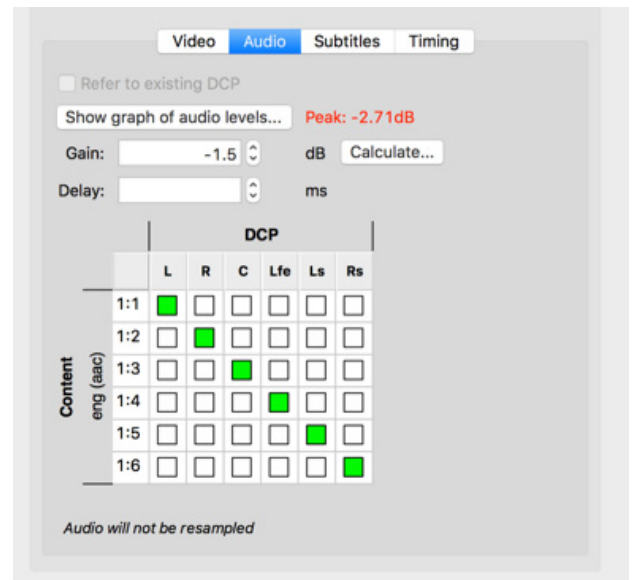 Video Audio Subtitles Timing
Refer to existing DCP
Show graph of audio levels... Peak: -2.71dB
Gain: -1.5 dB Calculate...
Delay: ms
DCP
L R C Lfe Ls Rs
Content
eng (aac)
1:1
1:2
1:3
1:4
1:5
1:6
Audio will not be resampled